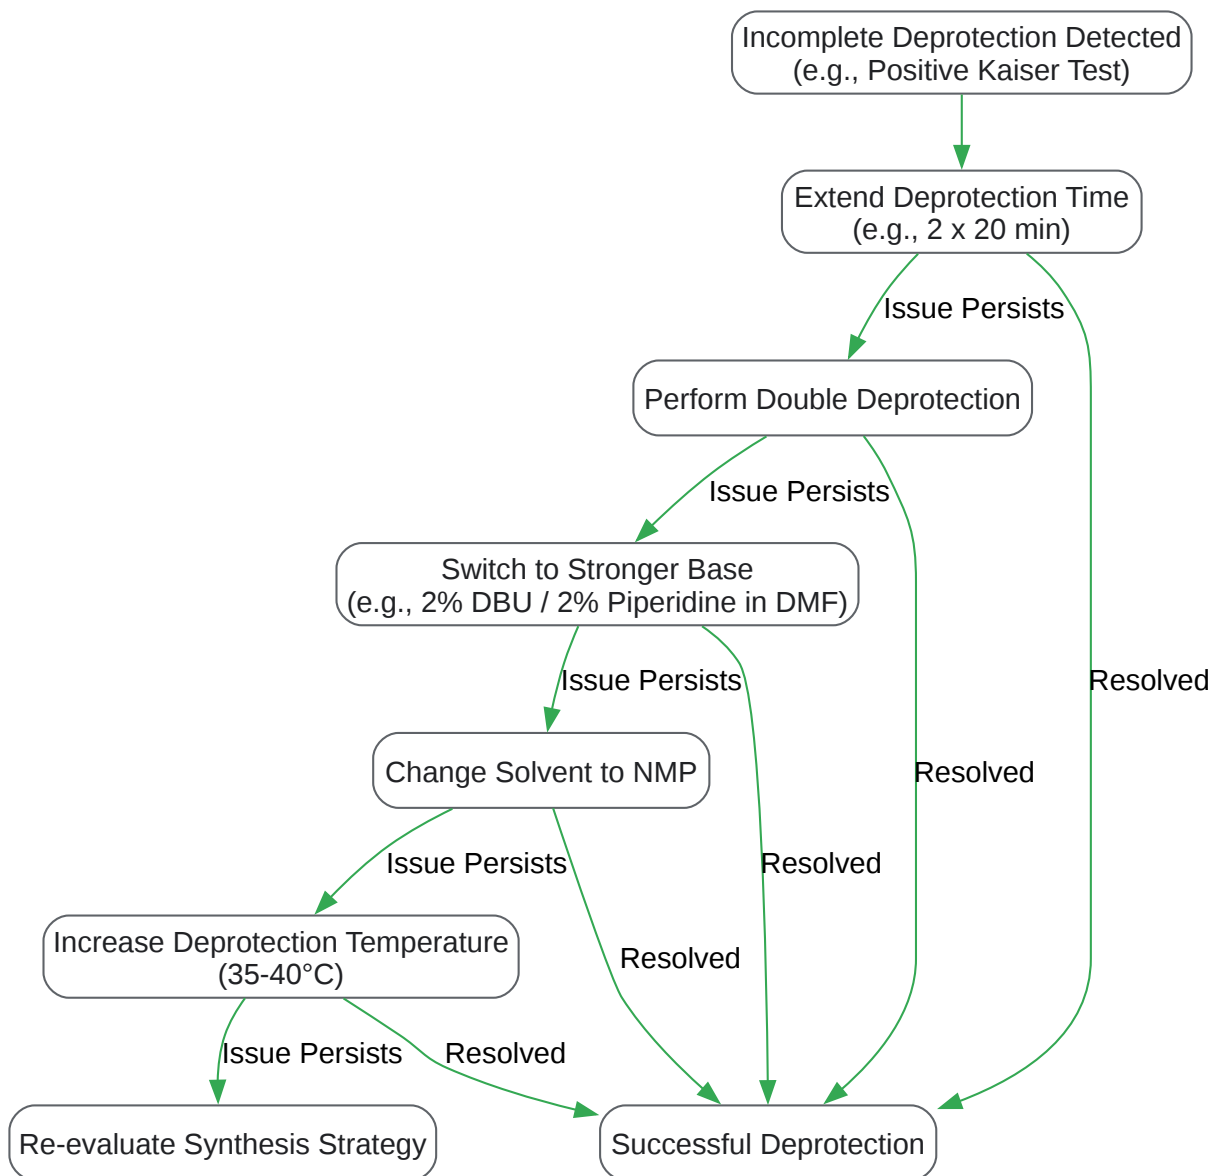 Incomplete Deprotection Detected
(e.g., Positive Kaiser Test)
Extend Deprotection Time
(e.g., 2 x 20 min)
Issue Persists
Perform Double Deprotection
Issue Persists
Switch to Stronger Base
(e.g., 2% DBU / 2% Piperidine in DMF)
Issue Persists
Resolved
Change Solvent to NMP
Resolved
Issue Persists
Resolved
Increase Deprotection Temperature
(35-40°C)
Resolved
Issue Persists
Resolved
Re-evaluate Synthesis Strategy
Successful Deprotection